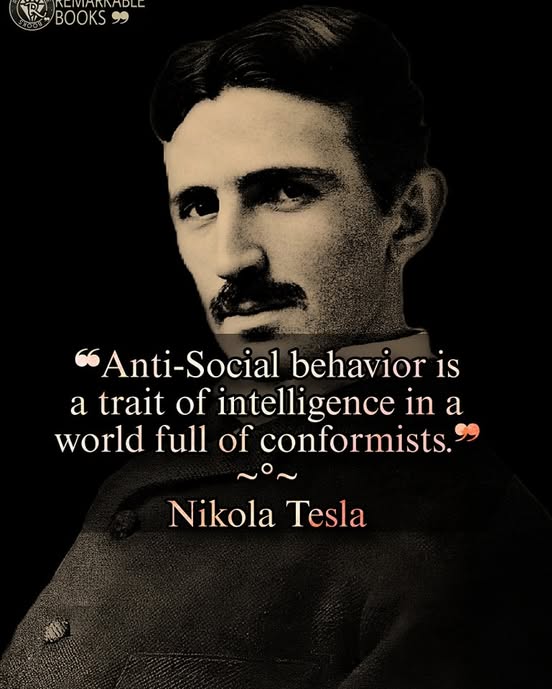 REMARKABLE
BOOKS ❞
❝Anti-Social behavior is
a trait of intelligence in a
world full of conformists.❞
~°~
Nikola Tesla